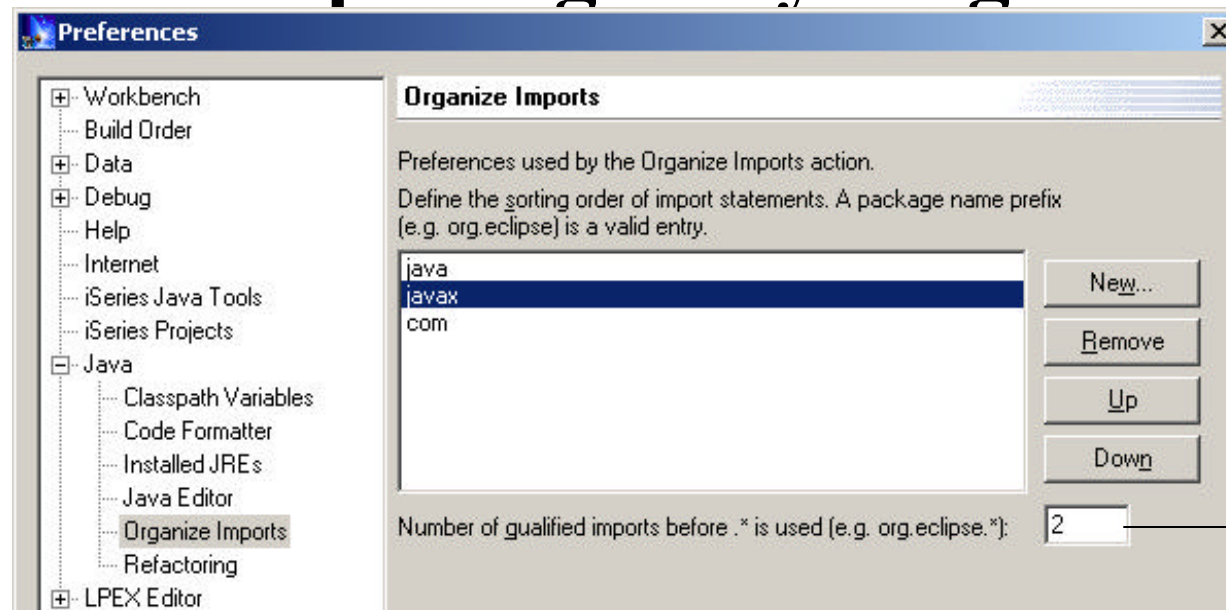 Preferences
Workbench
Build Order
Data
Debug
Help
Internet
iSeries Java Tools
iSeries Projects
Java
Classpath Variables
Code Formatter
Installed JREs
Java Editor
Organize Imports
Refactoring
LPEX Editor
Organize Imports
Preferences used by the Organize Imports action.
Define the sorting order of import statements. A package name prefix
(e.g. org.eclipse) is a valid entry.
java
javax
com
New...
Remove
Up
Down
Number of qualified imports before .* is used (e.g. org.eclipse.*): 2